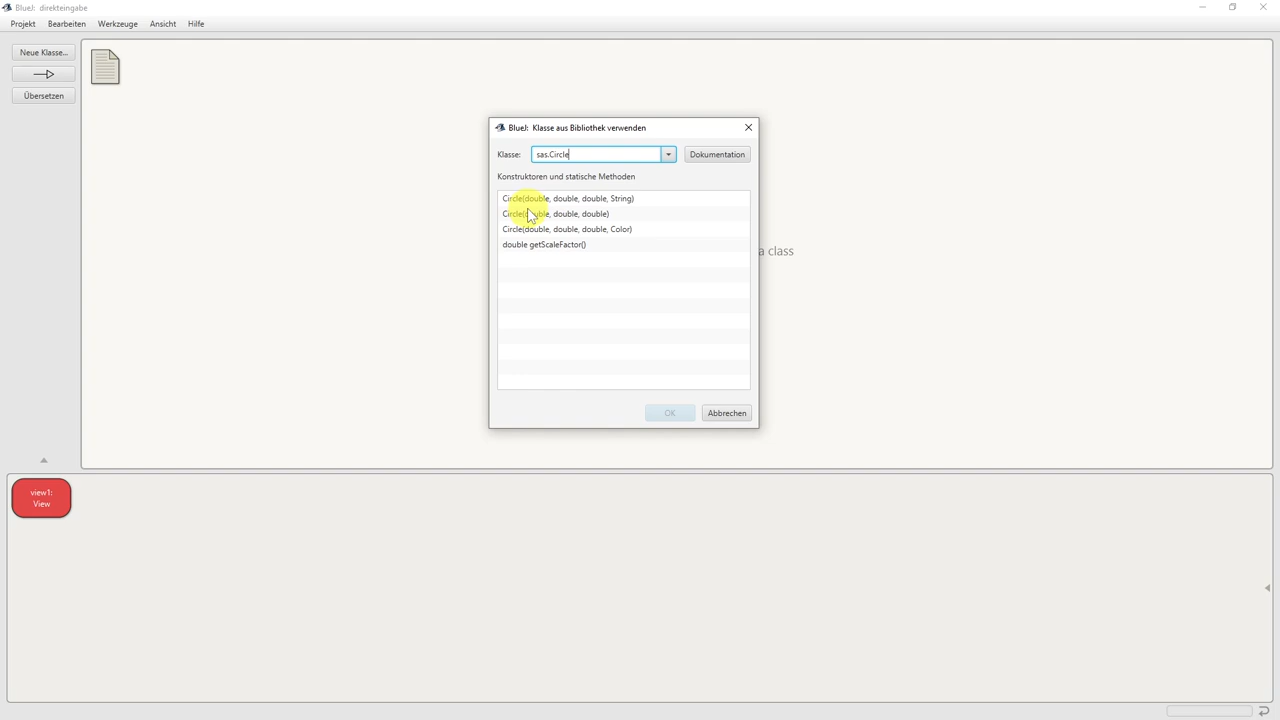 BlueJ: direkteingabe
Projekt Bearbeiten Werkzeuge Ansicht Hilfe
Neue Klasse...
Übersetzen
BlueJ: Klasse aus Bibliothek verwenden
Klasse: sas.Circle Dokumentation
Konstruktoren und statische Methoden
Circle(double, double, double, String)
Circle(double, double, double)
Circle(double, double, double, Color)
double getScaleFactor()
a class
OK Abbrechen
view1:
View